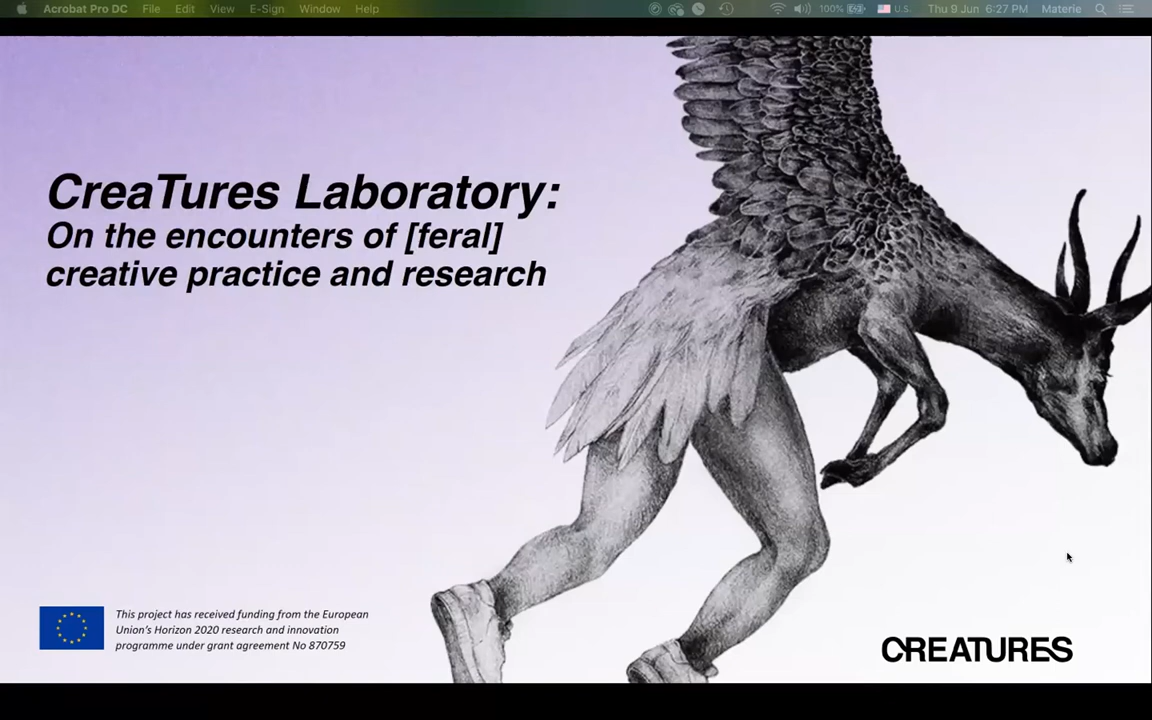 Acrobat Pro DC File Edit View E-Sign Window Help 100% U.S. Thu 9 Jun 6:27 PM Materie
CreaTures Laboratory:
On the encounters of [feral]
creative practice and research
This project has received funding from the European
Union's Horizon 2020 research and innovation
programme under grant agreement No 870759
CREATURES